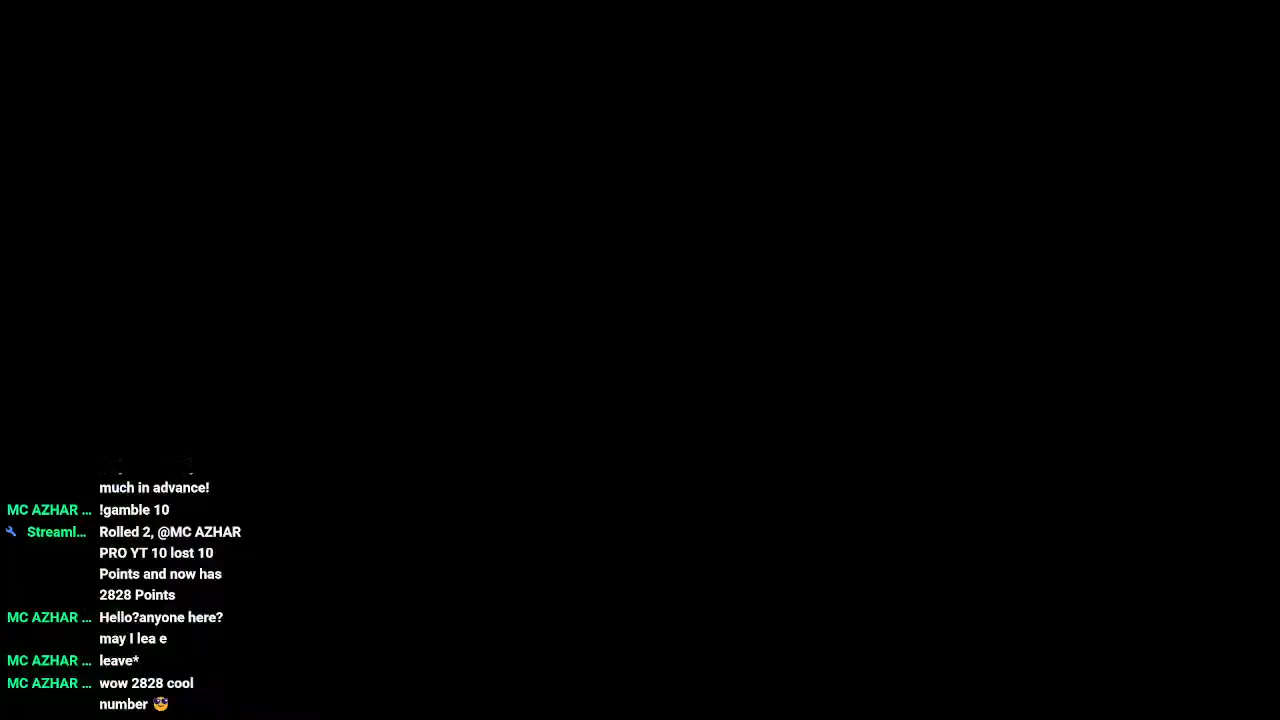 much in advance!
MC AZHAR ... !gamble 10
Streaml... Rolled 2, @MC AZHAR
PRO YT 10 lost 10
Points and now has
2828 Points
MC AZHAR ... Hello?anyone here?
may I lea e
MC AZHAR ... leave*
MC AZHAR ... wow 2828 cool
number